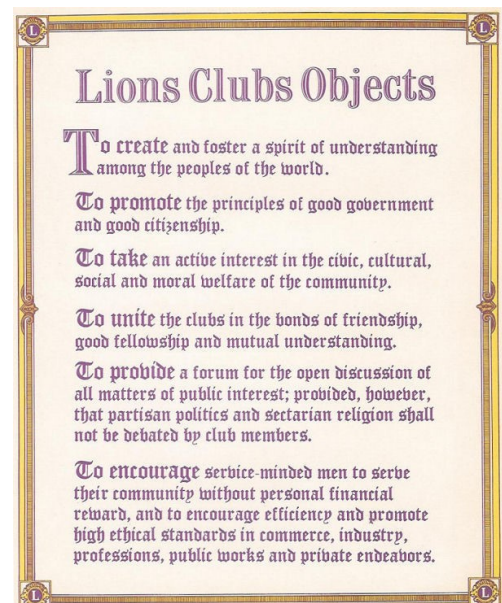 L
L
Lions Clubs Objects
To create and foster a spirit of understanding
among the peoples of the world.
To promote the principles of good government
and good citizenship.
To take an active interest in the civic, cultural,
social and moral welfare of the community.
To unite the clubs in the bonds of friendship,
good fellowship and mutual understanding.
To provide a forum for the open discussion of
all matters of public interest; provided, however,
that partisan politics and sectarian religion shall
not be debated by club members.
To encourage service-minded men to serve
their community without personal financial
reward, and to encourage efficiency and promote
high ethical standards in commerce, industry,
professions, public works and private endeavors.
L
L